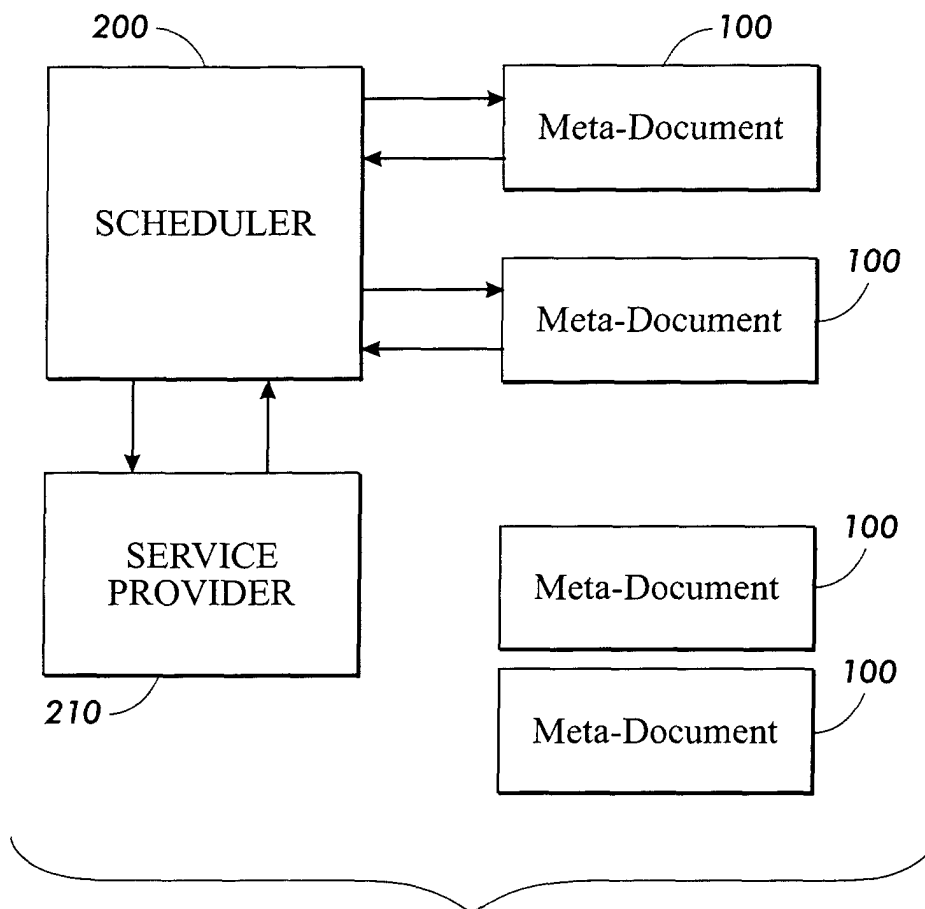 200
100
SCHEDULER
Meta-Document
100
Meta-Document
SERVICE
PROVIDER
210
100
Meta-Document
100
Meta-Document